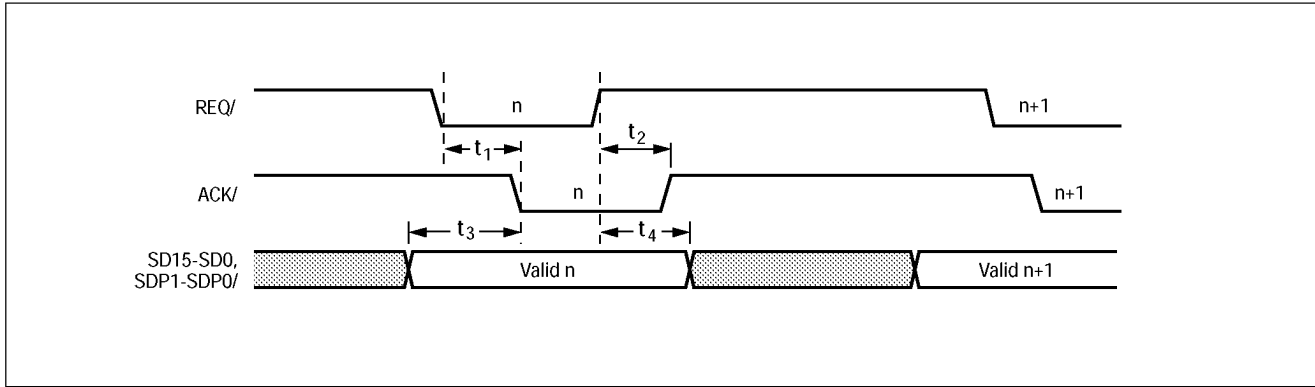 REQ/
n
n+1
t1
t2
ACK/
n
n+1
t3
t4
SD15-SD0,
SDP1-SDP0/
Valid n
Valid n+1